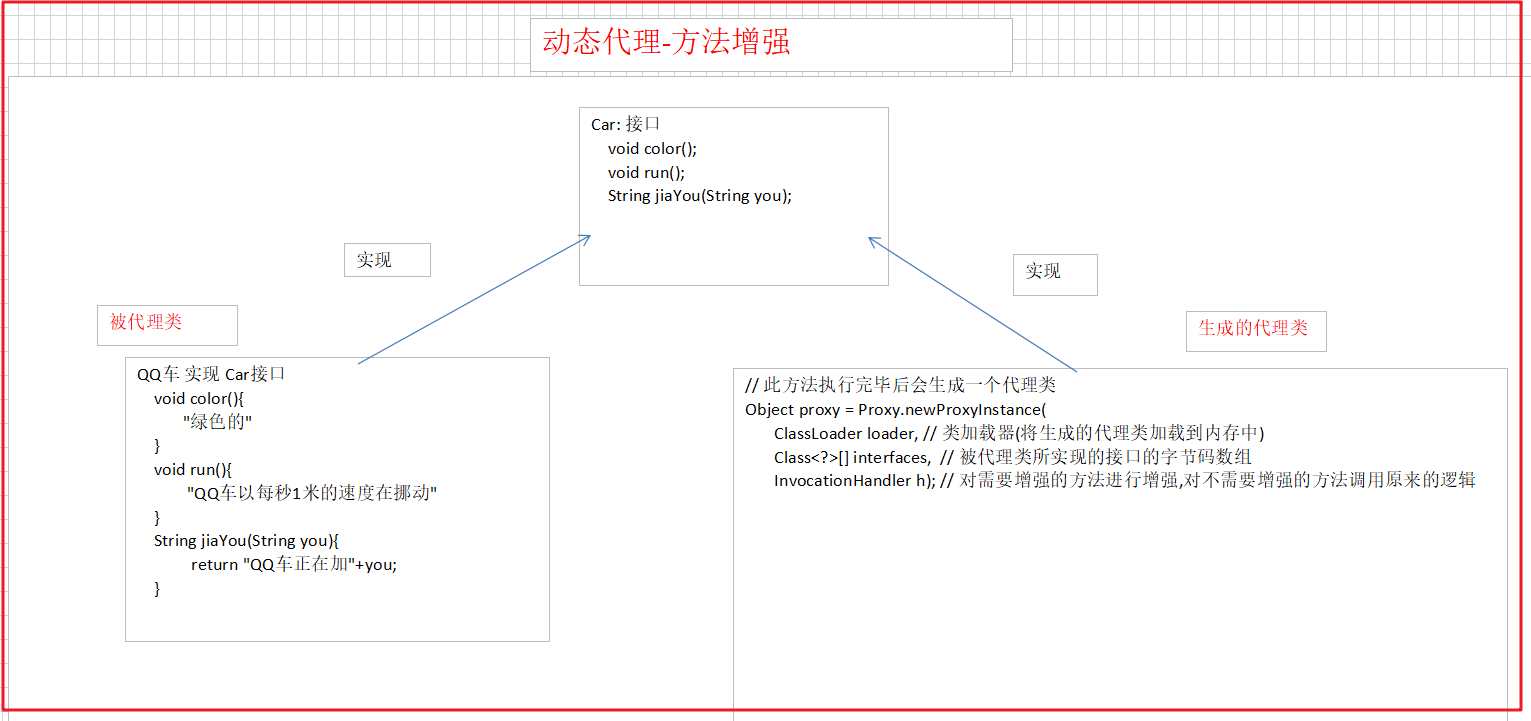 动态代理-方法增强
Car: 接口
void color();
void run();
String jiaYou(String you);
实现
实现
被代理类
生成的代理类
QQ车 实现 Car接口
void color(){
"绿色的"
}
void run(){
"QQ车以每秒1米的速度在挪动"
}
String jiaYou(String you){
return "QQ车正在加"+you;
}
// 此方法执行完毕后会生成一个代理类
Object proxy = Proxy.newProxyInstance(
ClassLoader loader, // 类加载器(将生成的代理类加载到内存中)
Class<?>[] interfaces, // 被代理类所实现的接口的字节码数组
InvocationHandler h); // 对需要增强的方法进行增强,对不需要增强的方法调用原来的逻辑